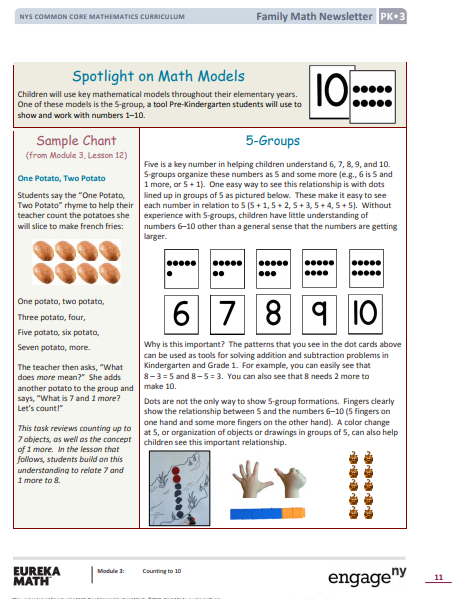 NYS COMMON CORE MATHEMATICS CURRICULUM
Family Math Newsletter
PK•3
Spotlight on Math Models
Children will use key mathematical models throughout their elementary years.
One of these models is the 5-group, a tool Pre-Kindergarten students will use to
show and work with numbers 1–10.
10
Sample Chart
(from Module 3, Lesson 12)
One Potato, Two Potato
Students say the "One Potato,
Two Potato" rhyme to help their
teacher count the potatoes she
will slice to make french fries:
One potato, two potato,
Three potato, four,
Five potato, six potato,
Seven potato, more.
The teacher then asks, "What
does more mean?" She adds
another potato to the group and
says, "What is 7 and 1 more?
Let's count!"
This task reviews counting up to
7 objects, as well as the concept
of 1 more. In the lesson that
follows, students build on this
understanding to relate 7 and
1 more to 8.
5-Groups
Five is a key number in helping children understand 6, 7, 8, 9, and 10.
5-groups organize these numbers as 5 and some more (e.g., 6 is 5 and
1 more, or 5 + 1). One easy way to see this relationship is with dots
lined up in groups of 5 as pictured below. These make it easy to see
each number in relation to 5 (5 + 1, 5 + 2, 5 + 3, 5 + 4, 5 + 5). Without
experience with 5-groups, children have little understanding of
numbers 6–10 other than a general sense that the numbers are getting
larger.
6 7 8 9 10
Why is this important? The patterns that you see in the dot cards above
can be used as tools for solving addition and subtraction problems in
Kindergarten and Grade 1. For example, you can easily see that
8 – 3 = 5 and 8 – 5 = 3. You can also see that 8 needs 2 more to
make 10.
Dots are not the only way to show 5-group formations. Fingers clearly
show the relationship between 5 and the numbers 6–10 (5 fingers on
one hand and some more fingers on the other hand). A color change
at 5, or organization of objects or drawings in groups of 5, can also help
children see this important relationship.
EUREKA
MATH™
Module 3:
Counting to 10
engageny
11